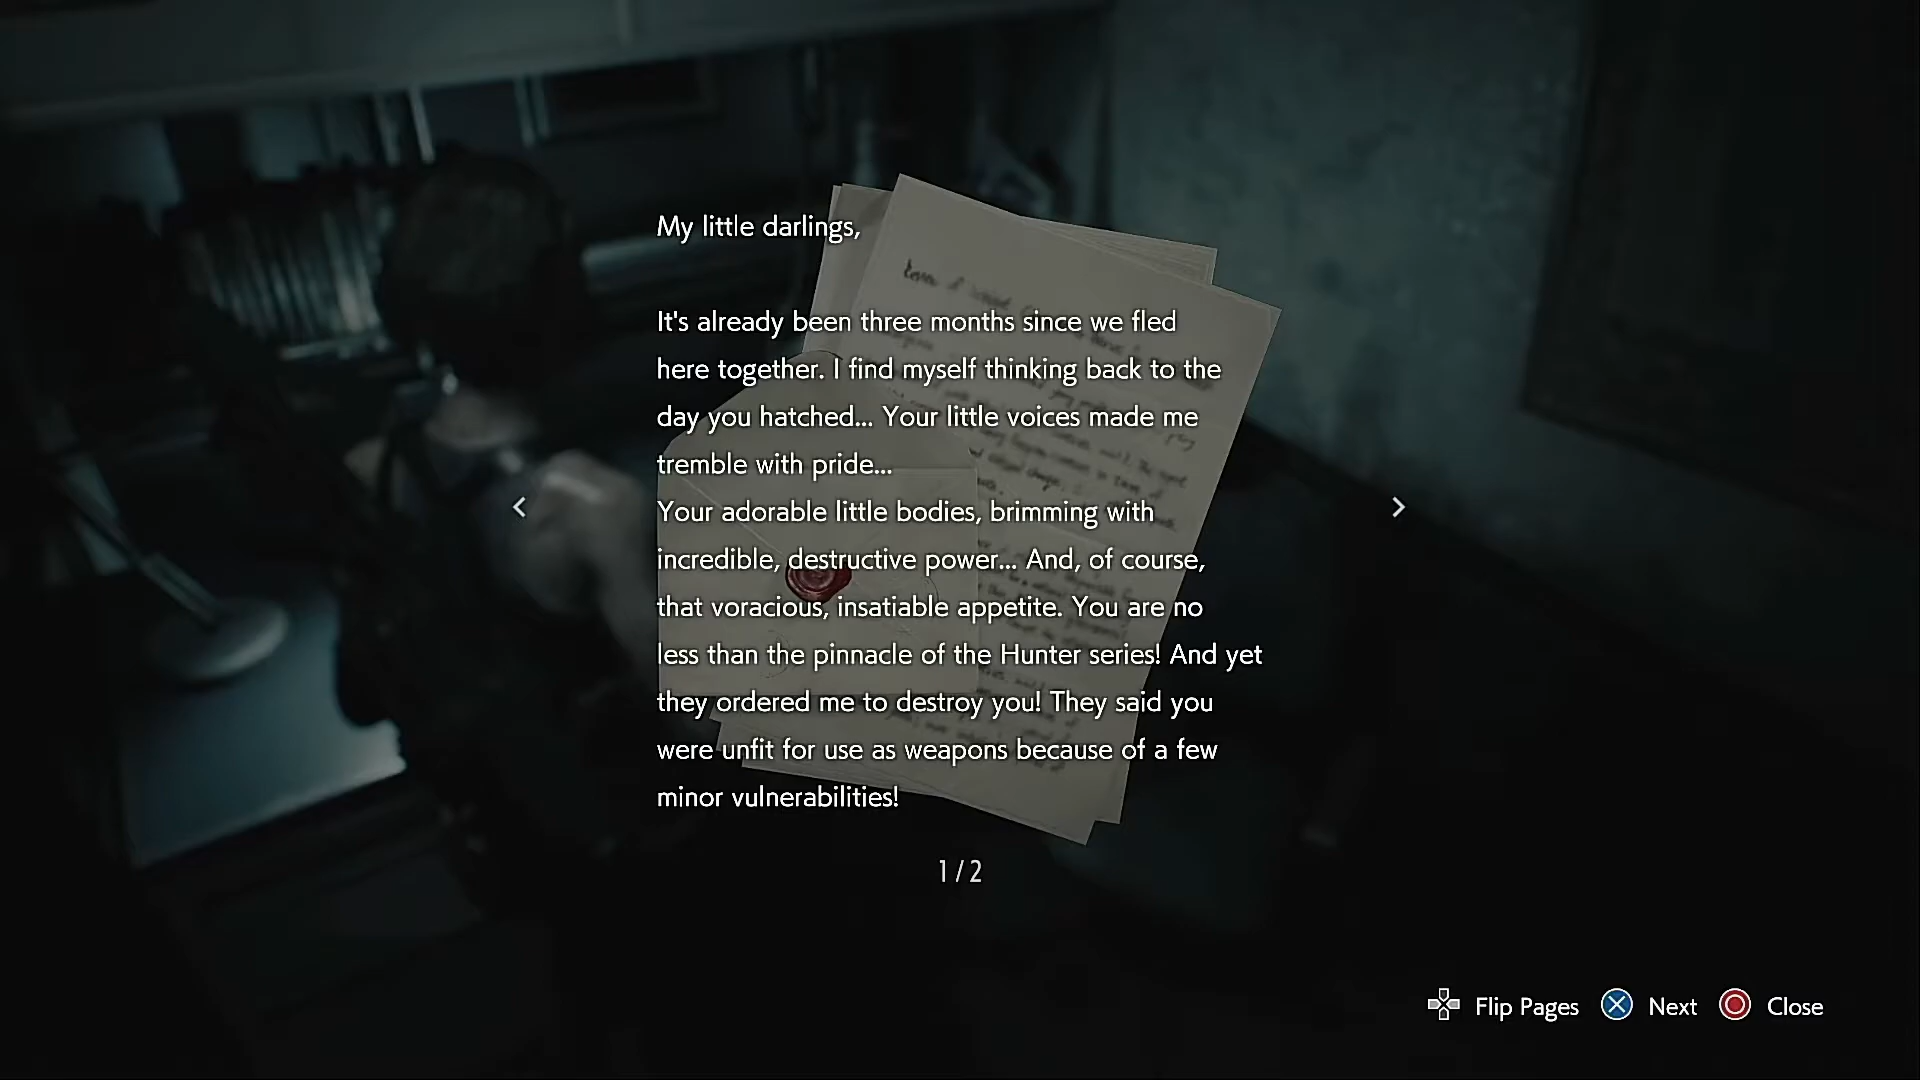 My little darlings,
It's already been three months since we fled
here together. I find myself thinking back to the
day you hatched... Your little voices made me
tremble with pride...
Your adorable little bodies, brimming with
incredible, destructive power... And, of course,
that voracious, insatiable appetite. You are no
less than the pinnacle of the Hunter series! And yet
they ordered me to destroy you! They said you
were unfit for use as weapons because of a few
minor vulnerabilities!
1 / 2
Flip Pages Next Close